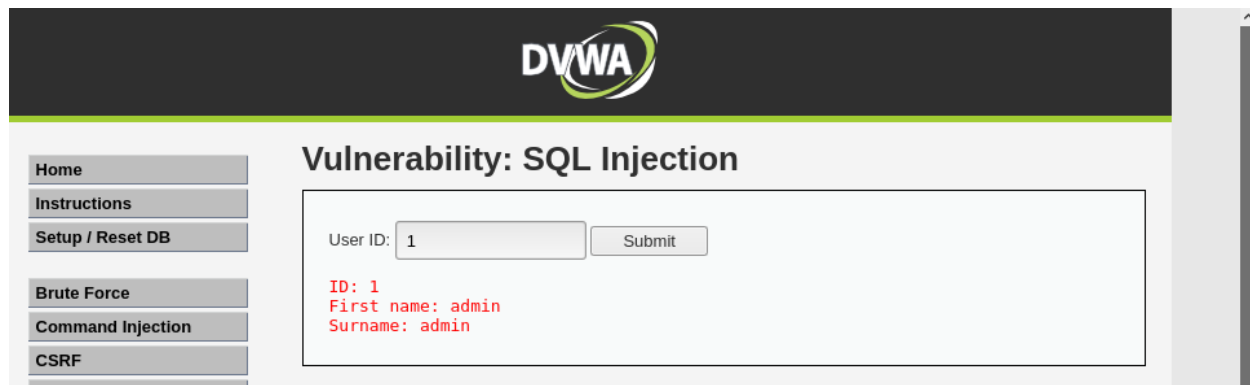 DVWA
Home
Instructions
Setup / Reset DB
Brute Force
Command Injection
CSRF
Vulnerability: SQL Injection
User ID: 1 Submit
ID: 1
First name: admin
Surname: admin